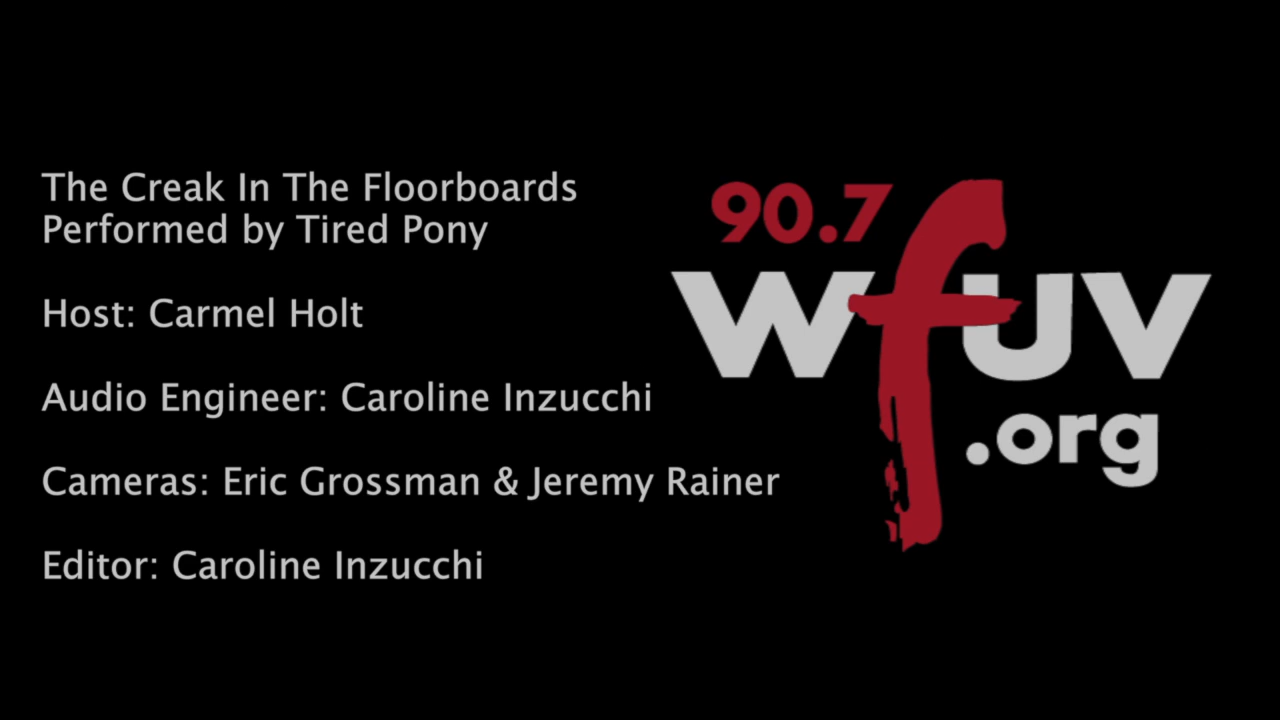 The Creak In The Floorboards
Performed by Tired Pony
Host: Carmel Holt
Audio Engineer: Caroline Inzucchi
Cameras: Eric Grossman & Jeremy Rainer
Editor: Caroline Inzucchi
90.7
wfuv
.org